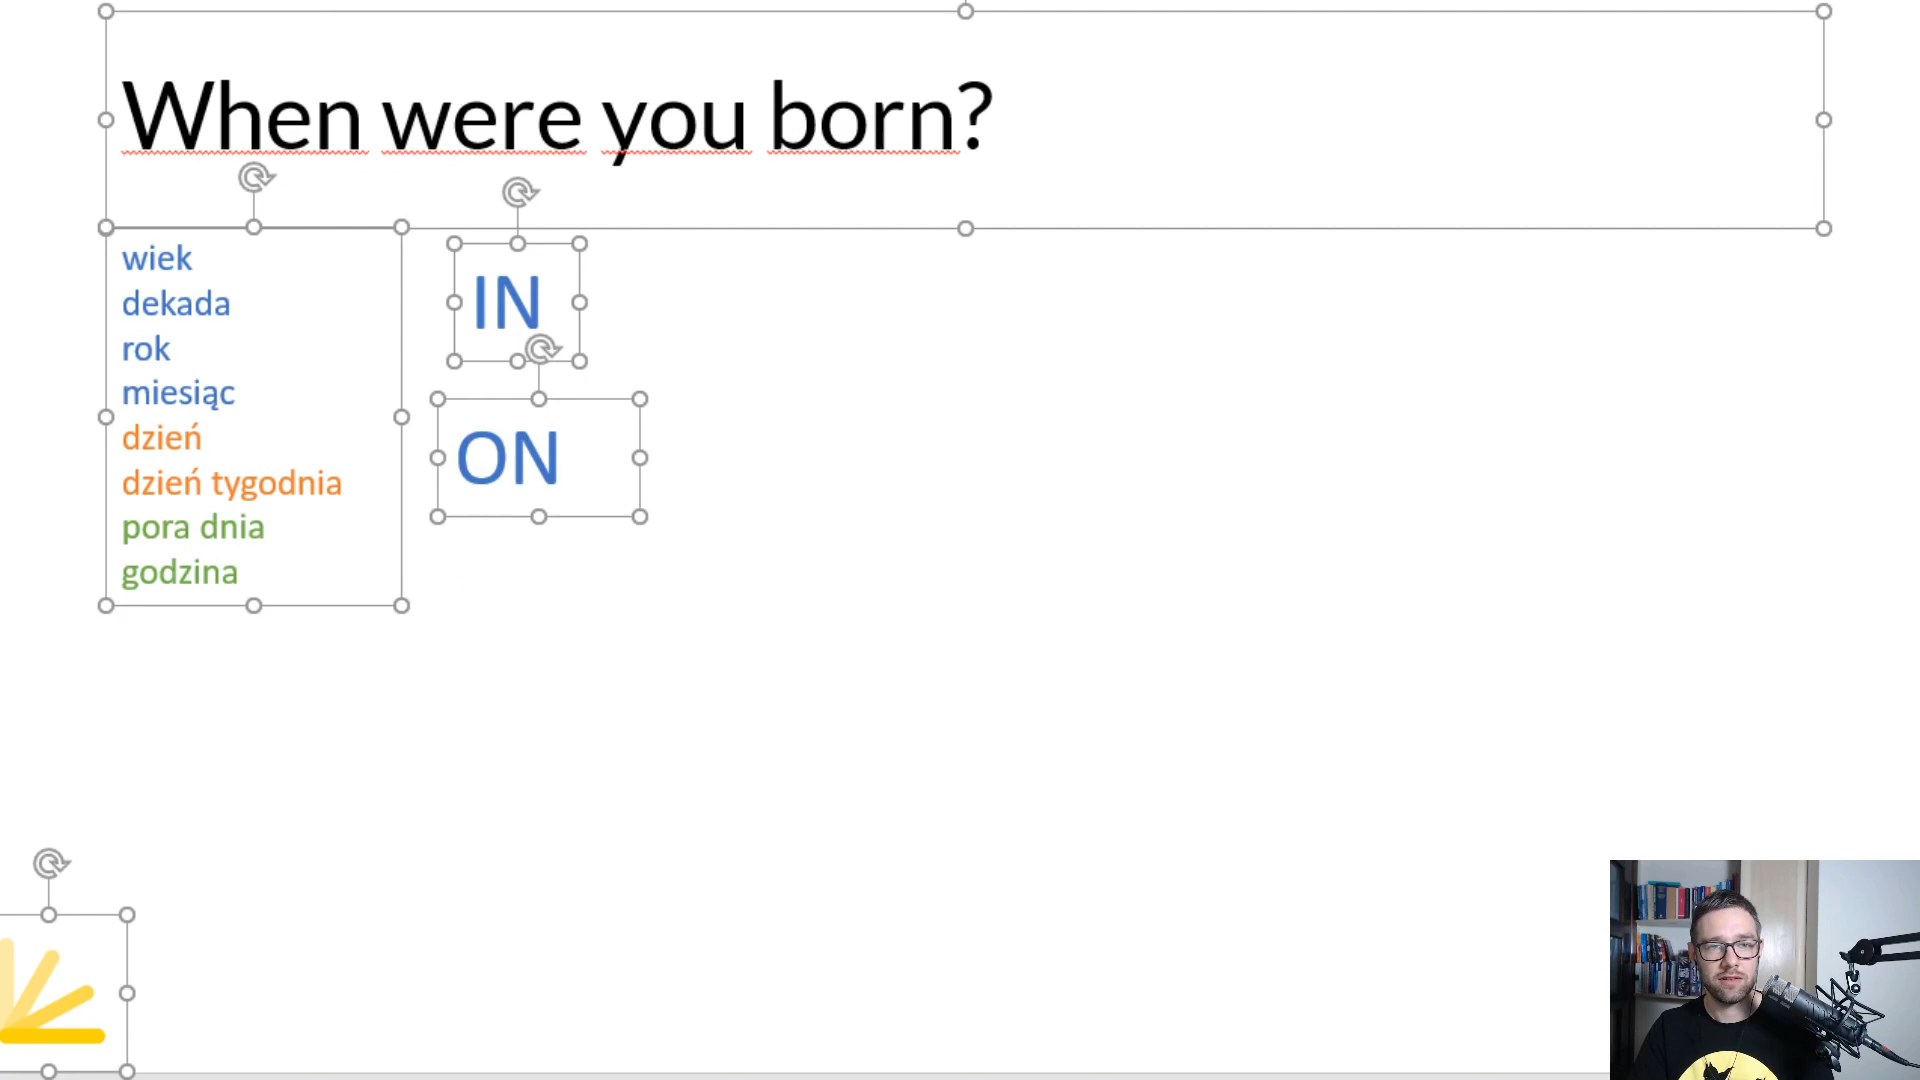 When were you born?
wiek
dekada
rok
miesiąc
dzień
dzień tygodnia
pora dnia
godzina
IN
ON